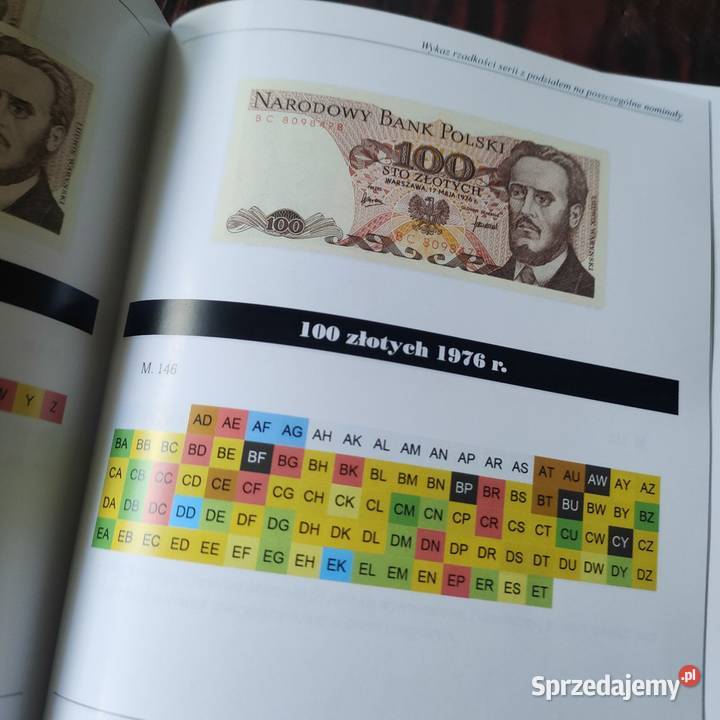 Wykaz rzadkości serii z podziałem na poszczególne nominały
NARODOWY BANK POLSKI
BC 8098478
100
STO ZŁOTYCH
WARSZAWA, 17 MAJA 1976 r.
BC 8098478
100
LUDWIK WARYŃSKI
LUDWIK WARYŃSKI
100 złotych 1976 r.
M. 146
W Y Z
AD AE AF AG AH AK AL AM AN AP AR AS AT AU AW AY AZ
BA BB BC BD BE BF BG BH BK BL BM BN BP BR BS BT BU BW BY BZ
CA CB CC CD CE CF CG CH CK CL CM CN CP CR CS CT CU CW CY CZ
DA DB DC DD DE DF DG DH DK DL DM DN DP DR DS DT DU DW DY DZ
EA EB EC ED EE EF EG EH EK EL EM EN EP ER ES ET
Sprzedajemy.pl